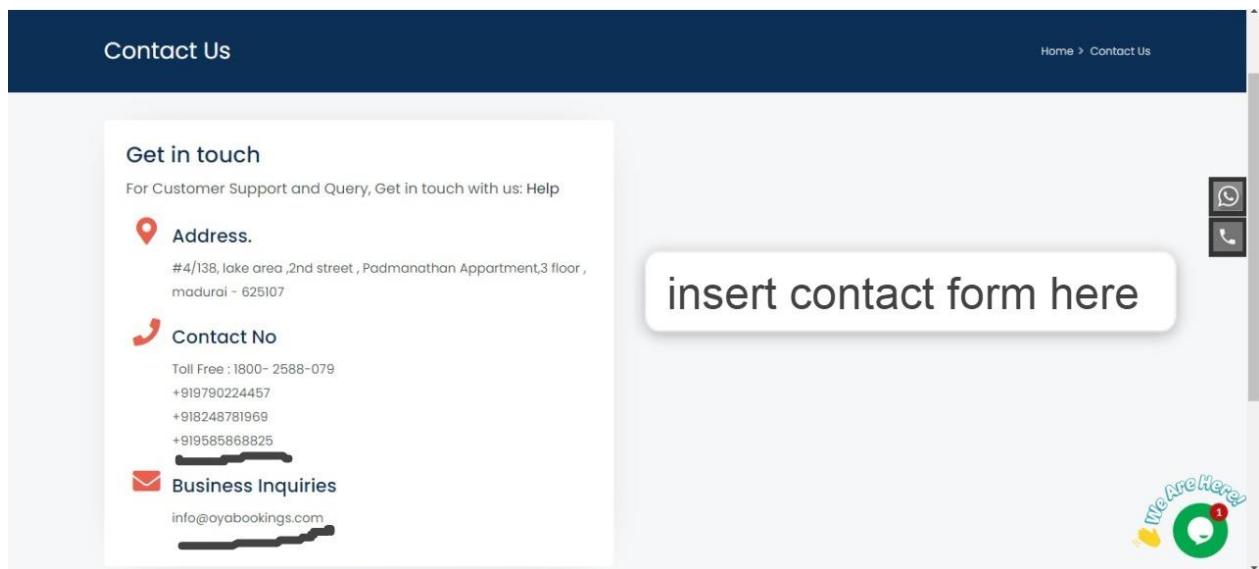 Contact Us
Home > Contact Us
Get in touch
For Customer Support and Query, Get in touch with us: Help
Address.
#4/138, lake area ,2nd street , Padmanathan Appartment,3 floor ,
madurai - 625107
Contact No
Toll Free : 1800- 2588-079
+919790224457
+918248781969
+919585868825
Business Inquiries
info@oyabookings.com
insert contact form here
We Are Here!
1